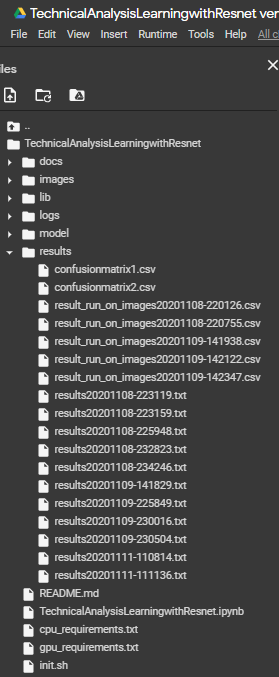 TechnicalAnalysisLearningwithResnet ver
File Edit View Insert Runtime Tools Help All c
iles
..
TechnicalAnalysisLearningwithResnet
docs
images
lib
logs
model
results
confusionmatrix1.csv
confusionmatrix2.csv
result_run_on_images20201108-220126.csv
result_run_on_images20201108-220755.csv
result_run_on_images20201109-141938.csv
result_run_on_images20201109-142122.csv
result_run_on_images20201109-142347.csv
results20201108-223119.txt
results20201108-223159.txt
results20201108-225948.txt
results20201108-232823.txt
results20201108-234246.txt
results20201109-141829.txt
results20201109-225849.txt
results20201109-230016.txt
results20201109-230504.txt
results20201111-110814.txt
results20201111-111136.txt
README.md
TechnicalAnalysisLearningwithResnet.ipynb
cpu_requirements.txt
gpu_requirements.txt
init.sh